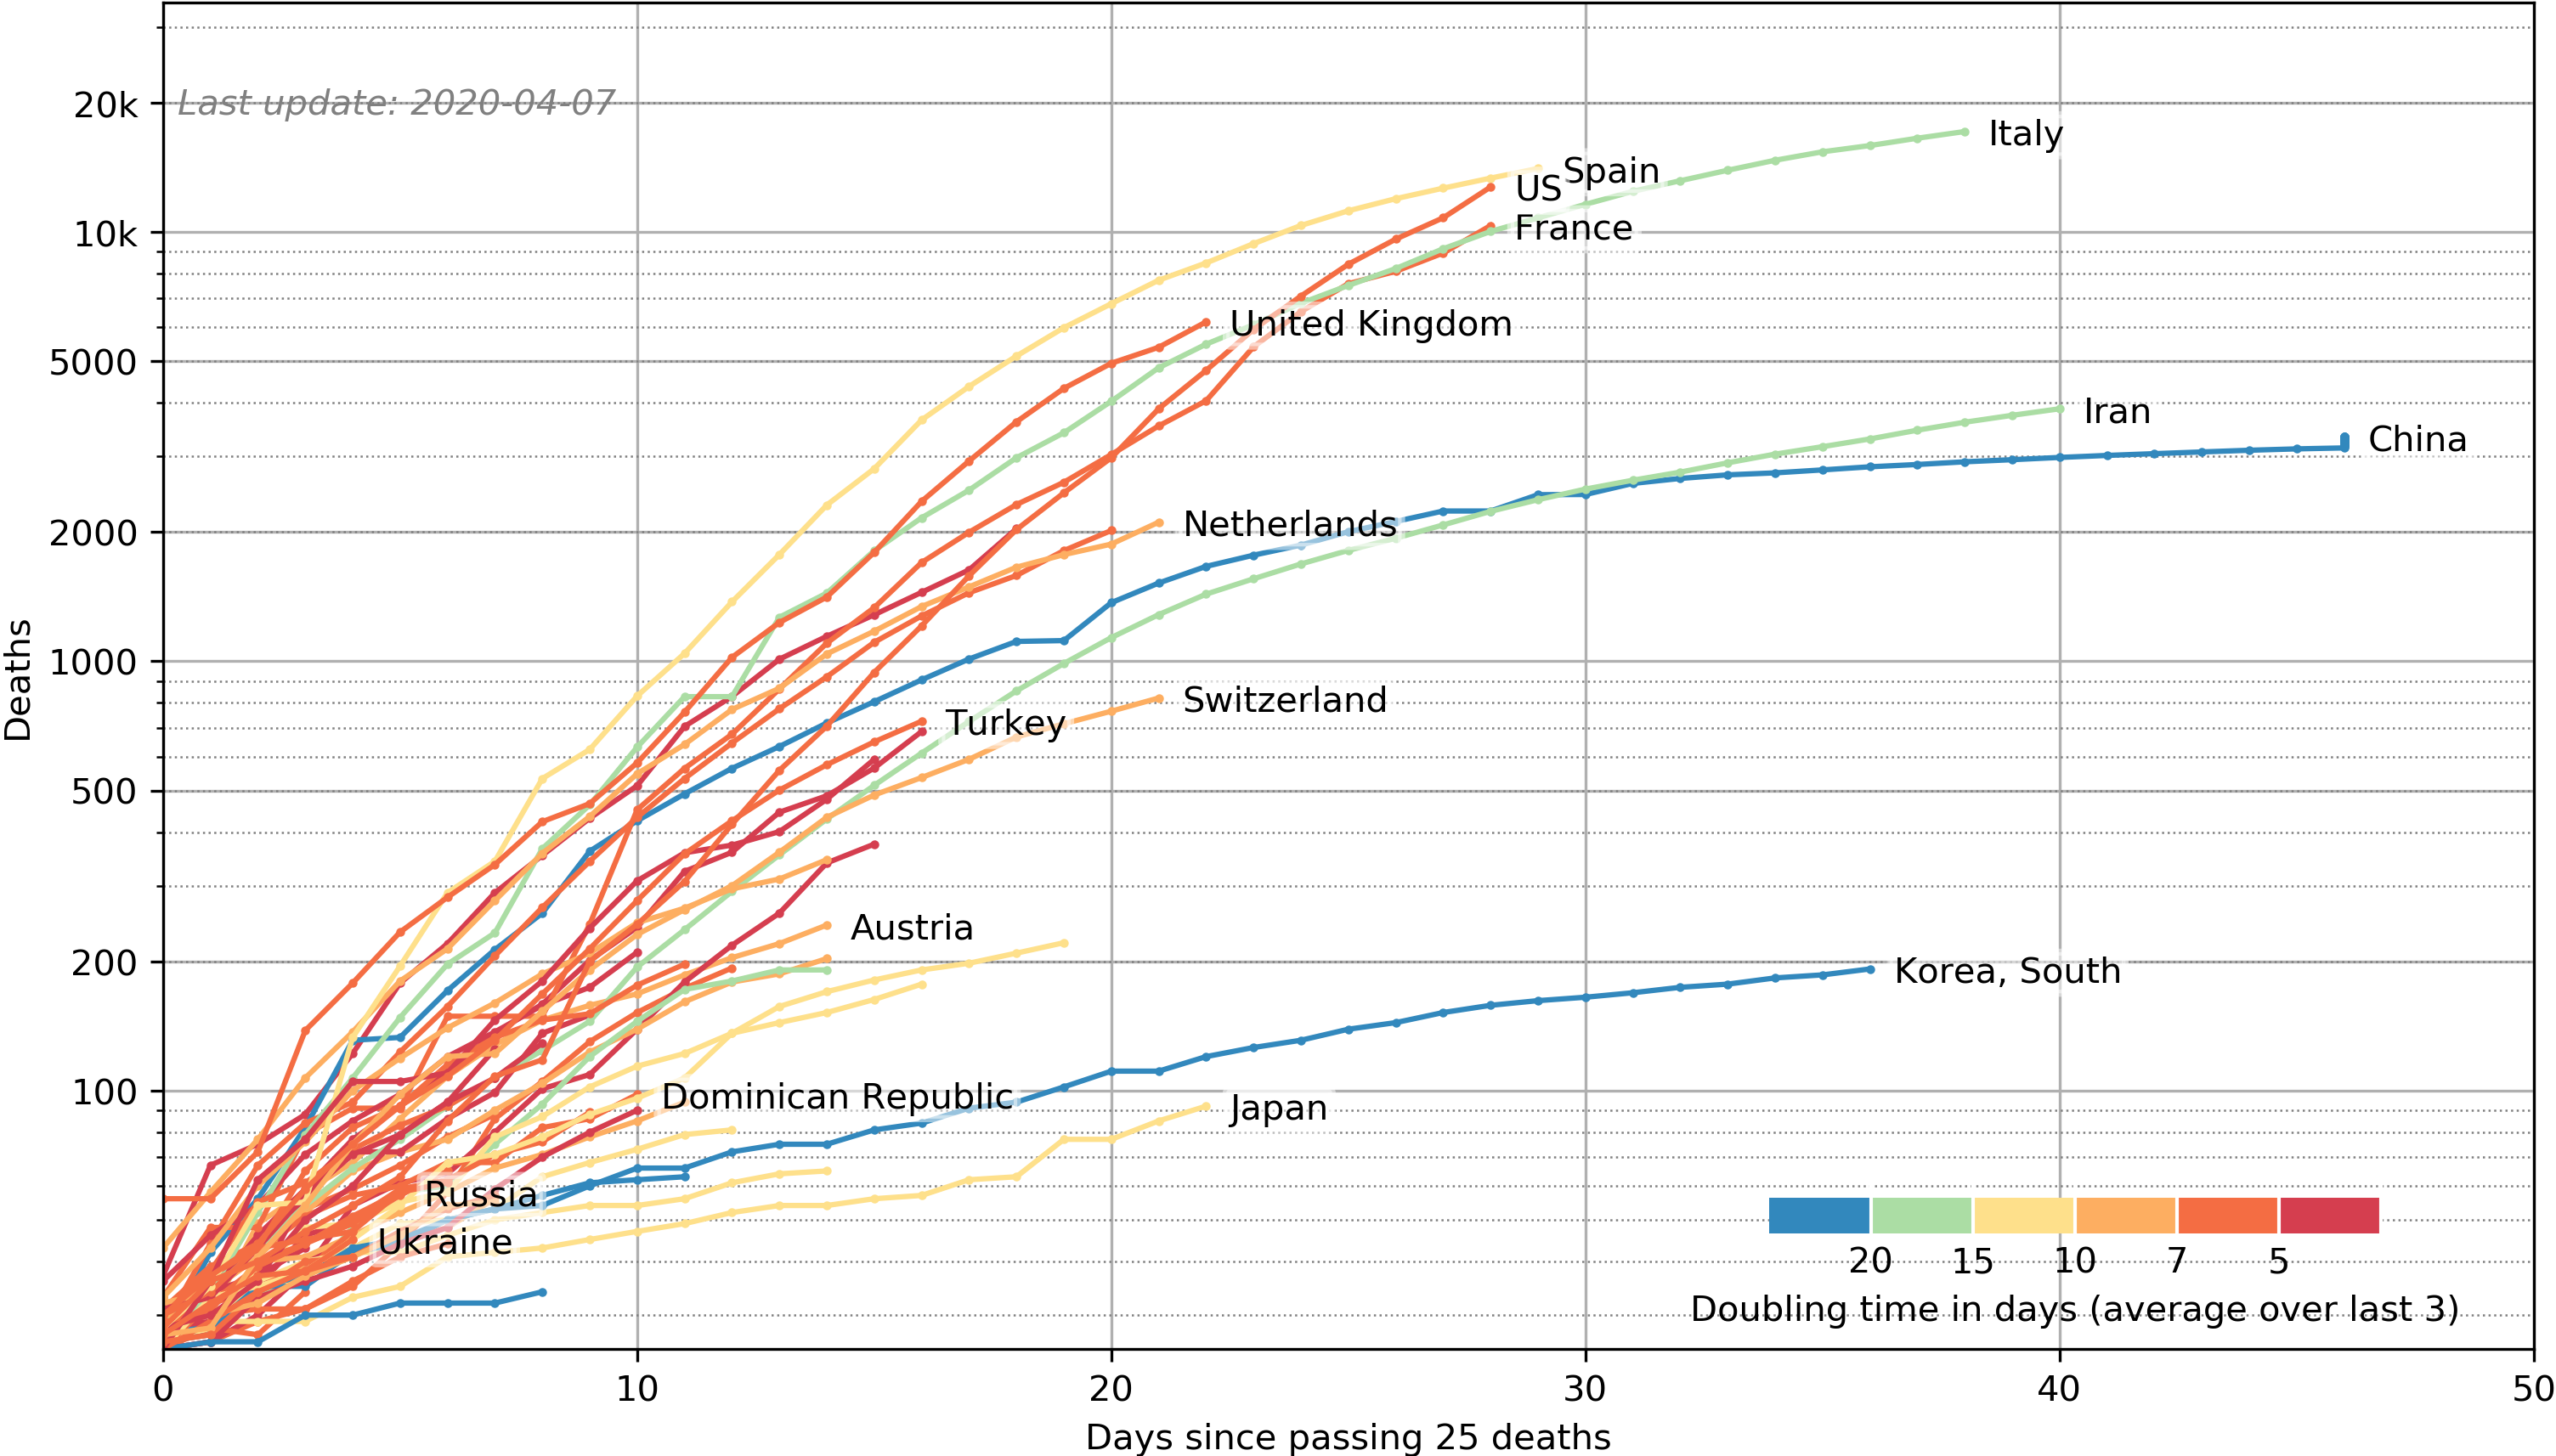 Last update: 2020-04-07
20k
10k
5000
2000
1000
500
200
100
Deaths
Italy
Spain
US
France
United Kingdom
Iran
China
Netherlands
Switzerland
Turkey
Austria
Korea, South
Dominican Republic
Japan
Russia
Ukraine
20 15 10 7 5
Doubling time in days (average over last 3)
0 10 20 30 40 50
Days since passing 25 deaths